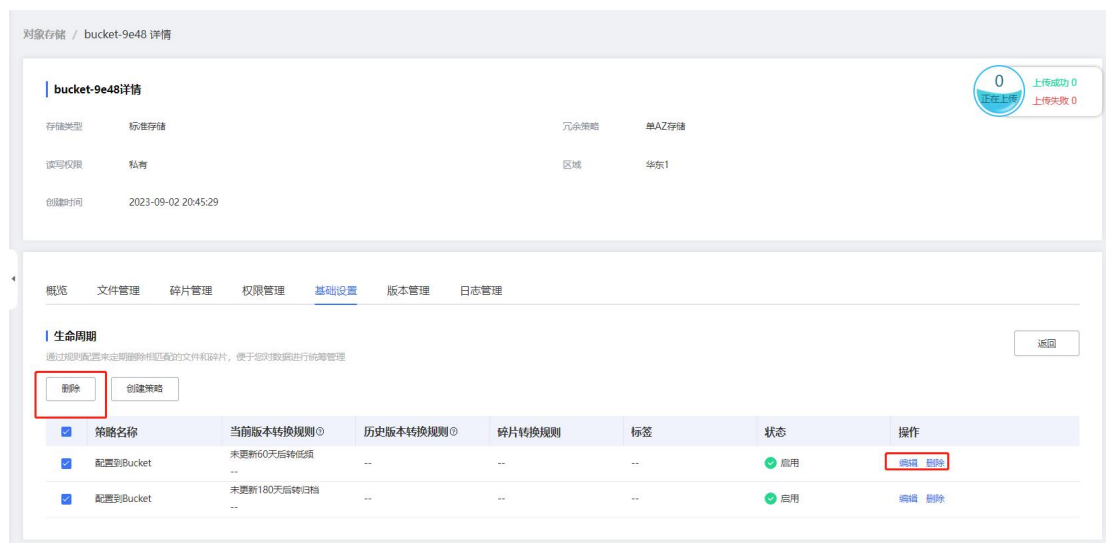 对象存储 / bucket-9e48 详情
bucket-9e48详情
0
正在上传
上传成功 0
上传失败 0
存储类型 标准存储 冗余策略 单AZ存储
读写权限 私有 区域 华东1
创建时间 2023-09-02 20:45:29
概览 文件管理 碎片管理 权限管理 基础设置 版本管理 日志管理
生命周期
返回
通过规则配置来定期删除相匹配的文件和碎片，便于您对数据进行统筹管理
删除 创建策略
策略名称 当前版本转换规则 历史版本转换规则 碎片转换规则 标签 状态 操作
配置到Bucket 未更新60天后转低频 -- -- -- 启用 编辑 删除
--
配置到Bucket 未更新180天后转归档 -- -- -- 启用 编辑 删除
--